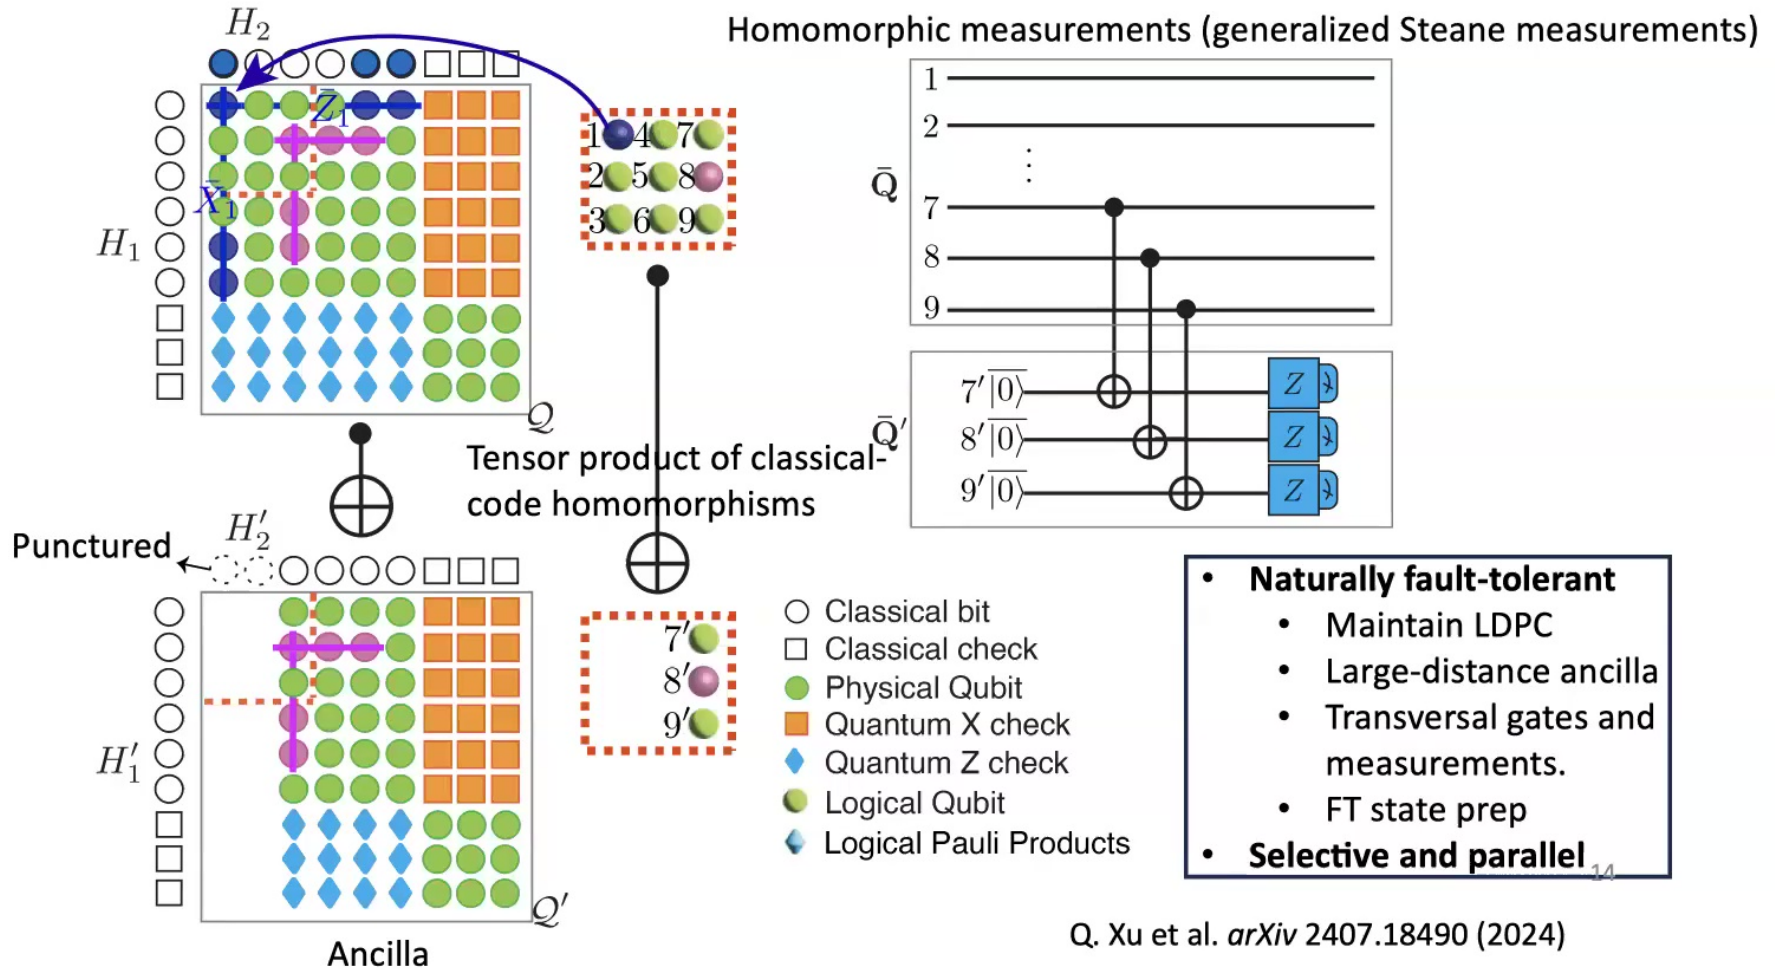 Homomorphic measurements (generalized Steane measurements)
H₂
Z̄₁
X̄₁
H₁
𝒬
1 4 7
2 5 8
3 6 9
Q̄
1
2
⋮
7
8
9
Q̄′
7′ |0⟩ Z
8′ |0⟩ Z
9′ |0⟩ Z
Tensor product of classical-
code homomorphisms
Punctured
H′₂
H′₁
𝒬′
Ancilla
7′
8′
9′
Classical bit
Classical check
Physical Qubit
Quantum X check
Quantum Z check
Logical Qubit
Logical Pauli Products
• Naturally fault-tolerant
• Maintain LDPC
• Large-distance ancilla
• Transversal gates and
measurements.
• FT state prep
• Selective and parallel
14
Q. Xu et al. arXiv 2407.18490 (2024)